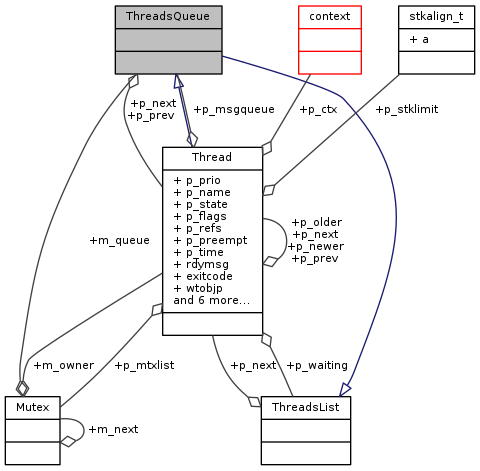 ThreadsQueue
context
stkalign_t
+ a
+p_next
+p_prev
+p_msgqueue
+p_ctx
+p_stklimit
Thread
+ p_prio
+ p_name
+ p_state
+ p_flags
+ p_refs
+ p_preempt
+ p_time
+ rdymsg
+ exitcode
+ wtobjp
and 6 more...
+p_older
+p_next
+p_newer
+p_prev
+m_queue
+m_owner
+p_mtxlist
+p_next
+p_waiting
Mutex
+m_next
ThreadsList